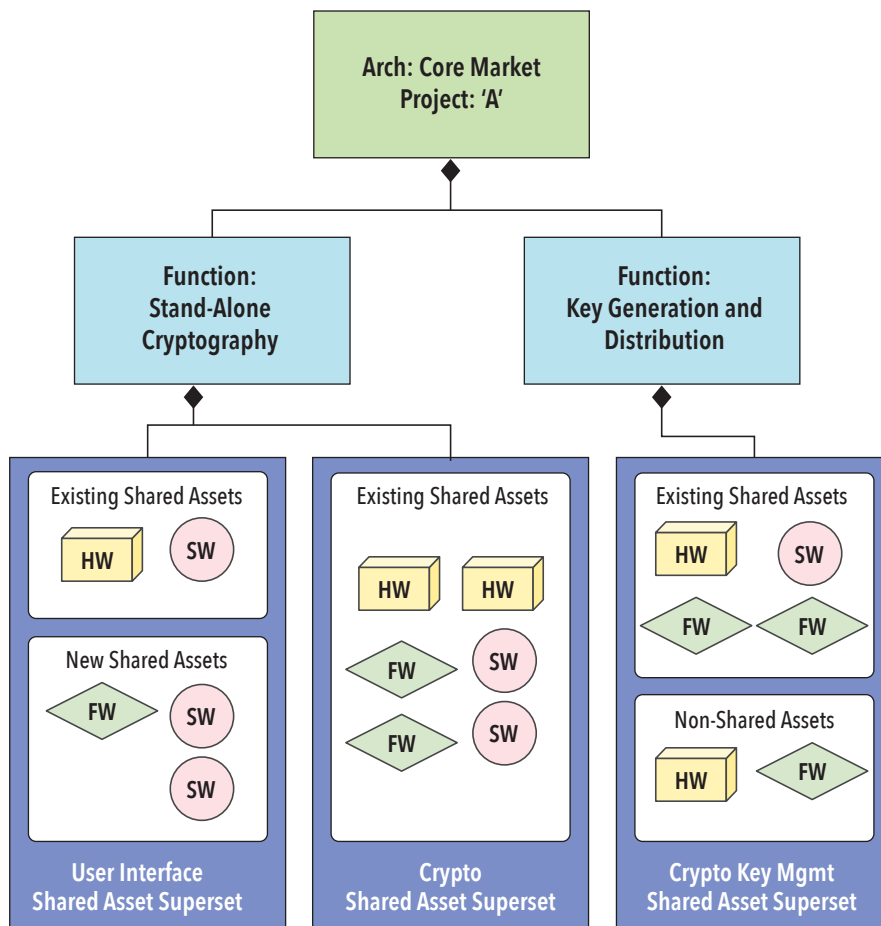 Arch: Core Market
Project: ‘A’
Function:
Stand-Alone
Cryptography
Function:
Key Generation and
Distribution
Existing Shared Assets
HW
SW
New Shared Assets
FW
SW
SW
User Interface
Shared Asset Superset
Existing Shared Assets
HW
HW
FW
SW
FW
SW
Crypto
Shared Asset Superset
Existing Shared Assets
HW
SW
FW
FW
Non-Shared Assets
HW
FW
Crypto Key Mgmt
Shared Asset Superset